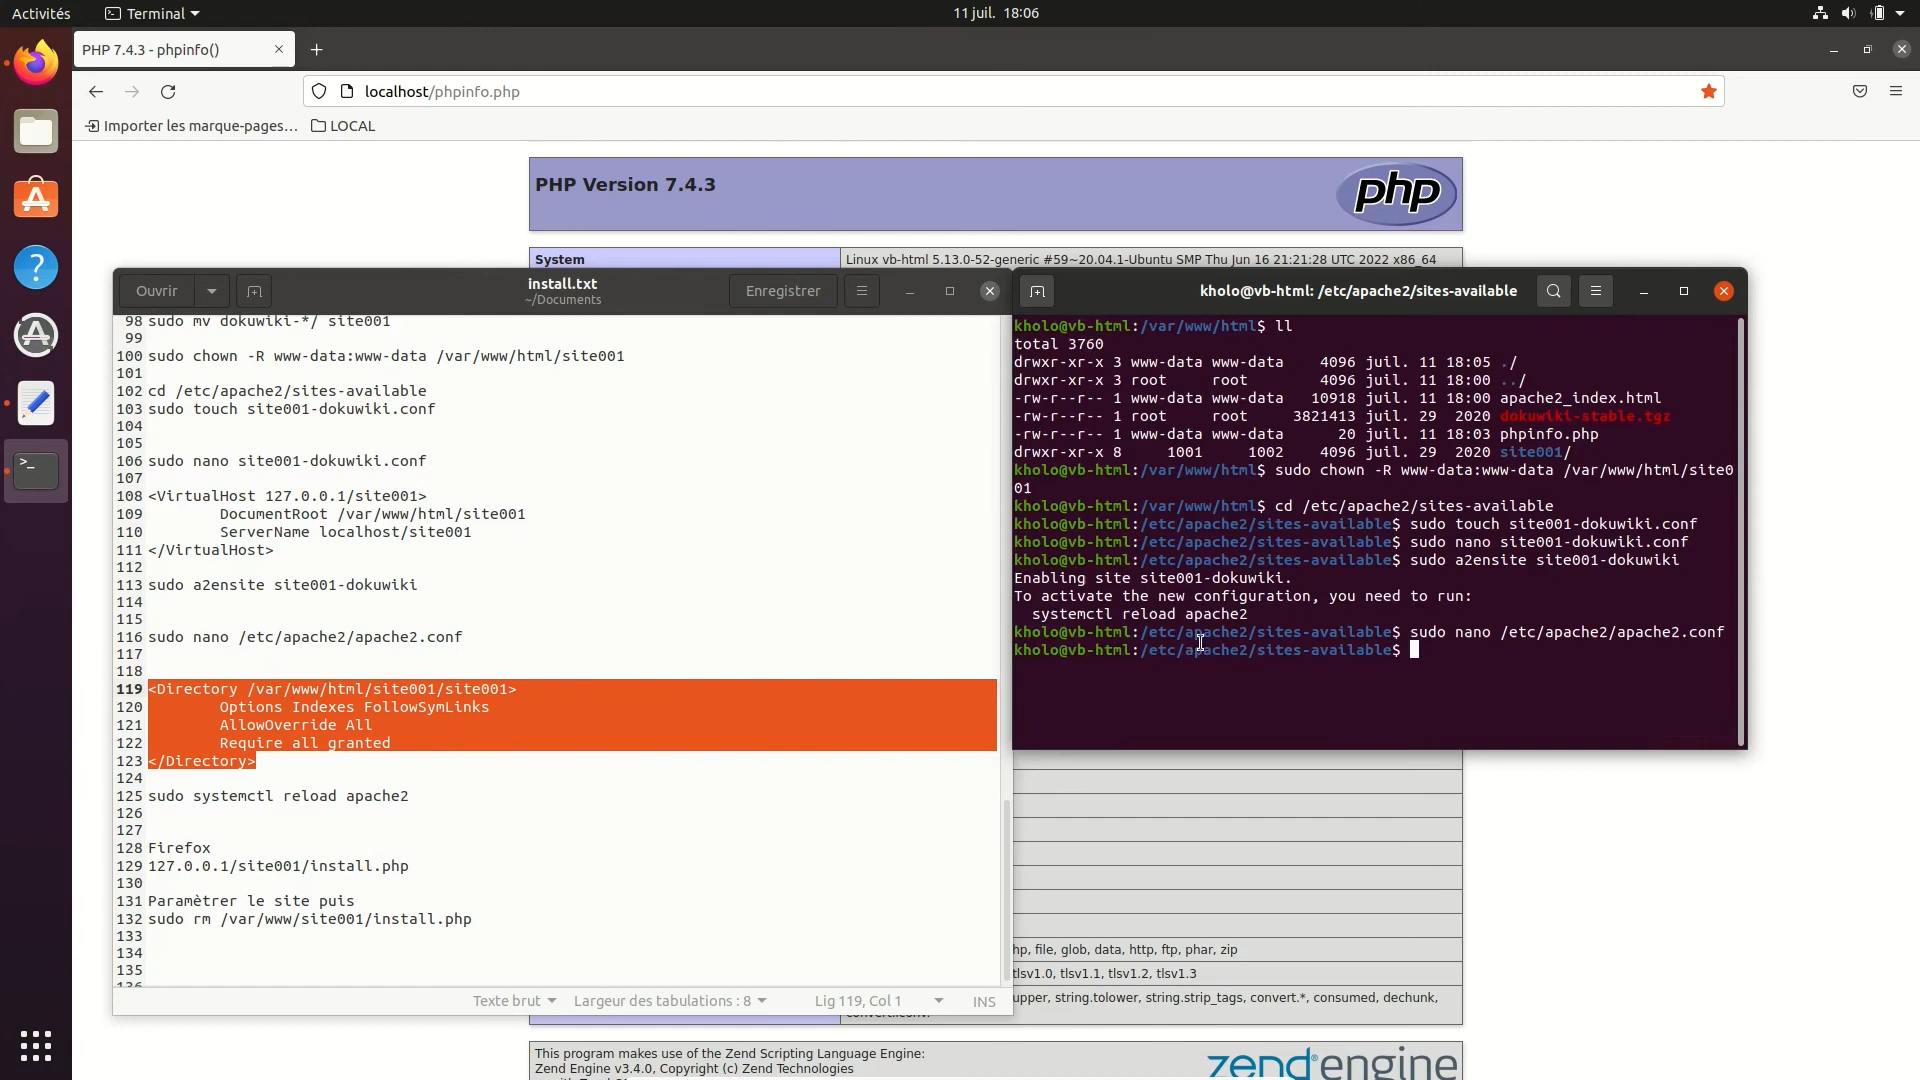 Activités
Terminal
11 juil. 18:06
PHP 7.4.3 - phpinfo()
localhost/phpinfo.php
Importer les marque-pages…
LOCAL
PHP Version 7.4.3
php
System
Linux vb-html 5.13.0-52-generic #59~20.04.1-Ubuntu SMP Thu Jun 16 21:21:28 UTC 2022 x86_64
Ouvrir
install.txt
~/Documents
Enregistrer
98 sudo mv dokuwiki-*/ site001
99
100 sudo chown -R www-data:www-data /var/www/html/site001
101
102 cd /etc/apache2/sites-available
103 sudo touch site001-dokuwiki.conf
104
105
106 sudo nano site001-dokuwiki.conf
107
108 <VirtualHost 127.0.0.1/site001>
109 DocumentRoot /var/www/html/site001
110 ServerName localhost/site001
111 </VirtualHost>
112
113 sudo a2ensite site001-dokuwiki
114
115
116 sudo nano /etc/apache2/apache2.conf
117
118
119 <Directory /var/www/html/site001/site001>
120 Options Indexes FollowSymLinks
121 AllowOverride All
122 Require all granted
123 </Directory>
124
125 sudo systemctl reload apache2
126
127
128 Firefox
129 127.0.0.1/site001/install.php
130
131 Paramètrer le site puis
132 sudo rm /var/www/site001/install.php
133
134
135
136
Texte brut
Largeur des tabulations : 8
Lig 119, Col 1
INS
kholo@vb-html: /etc/apache2/sites-available
kholo@vb-html:/var/www/html$ ll
total 3760
drwxr-xr-x 3 www-data www-data 4096 juil. 11 18:05 ./
drwxr-xr-x 3 root root 4096 juil. 11 18:00 ../
-rw-r--r-- 1 www-data www-data 10918 juil. 11 18:00 apache2_index.html
-rw-r--r-- 1 root root 3821413 juil. 29 2020 dokuwiki-stable.tgz
-rw-r--r-- 1 www-data www-data 20 juil. 11 18:03 phpinfo.php
drwxr-xr-x 8 1001 1002 4096 juil. 29 2020 site001/
kholo@vb-html:/var/www/html$ sudo chown -R www-data:www-data /var/www/html/site0
01
kholo@vb-html:/var/www/html$ cd /etc/apache2/sites-available
kholo@vb-html:/etc/apache2/sites-available$ sudo touch site001-dokuwiki.conf
kholo@vb-html:/etc/apache2/sites-available$ sudo nano site001-dokuwiki.conf
kholo@vb-html:/etc/apache2/sites-available$ sudo a2ensite site001-dokuwiki
Enabling site site001-dokuwiki.
To activate the new configuration, you need to run:
systemctl reload apache2
kholo@vb-html:/etc/apache2/sites-available$ sudo nano /etc/apache2/apache2.conf
kholo@vb-html:/etc/apache2/sites-available$
hp, file, glob, data, http, ftp, phar, zip
tlsv1.0, tlsv1.1, tlsv1.2, tlsv1.3
upper, string.tolower, string.strip_tags, convert.*, consumed, dechunk,
This program makes use of the Zend Scripting Language Engine:
Zend Engine v3.4.0, Copyright (c) Zend Technologies
zend engine